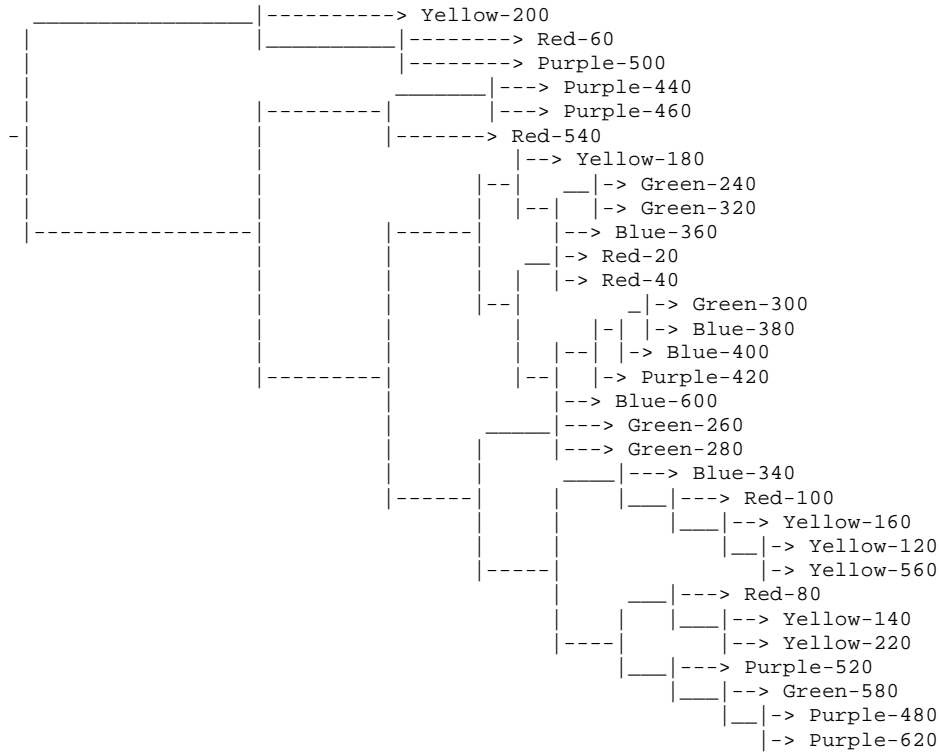 Yellow-200
Red-60
Purple-500
Purple-440
Purple-460
Red-540
Yellow-180
Green-240
Green-320
Blue-360
Red-20
Red-40
Green-300
Blue-380
Blue-400
Purple-420
Blue-600
Green-260
Green-280
Blue-340
Red-100
Yellow-160
Yellow-120
Yellow-560
Red-80
Yellow-140
Yellow-220
Purple-520
Green-580
Purple-480
Purple-620